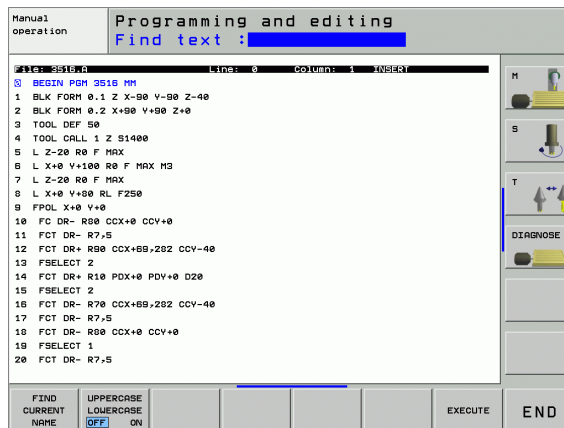 Manual
operation
Programming and editing
Find text :
File: 3516.A Line: 0 Column: 1 INSERT
0 BEGIN PGM 3516 MM
1 BLK FORM 0.1 Z X-90 Y-90 Z-40
2 BLK FORM 0.2 X+90 Y+90 Z+0
3 TOOL DEF 50
4 TOOL CALL 1 Z S1400
5 L Z-20 R0 F MAX
6 L X+0 Y+100 R0 F MAX M3
7 L Z-20 R0 F MAX
8 L X+0 Y+80 RL F250
9 FPOL X+0 Y+0
10 FC DR- R80 CCX+0 CCY+0
11 FCT DR- R7,5
12 FCT DR+ R90 CCX+69,282 CCY-40
13 FSELECT 2
14 FCT DR+ R10 PDX+0 PDY+0 D20
15 FSELECT 2
16 FCT DR- R70 CCX+69,282 CCY-40
17 FCT DR- R7,5
18 FCT DR- R80 CCX+0 CCY+0
19 FSELECT 1
20 FCT DR- R7,5
M
S
T
DIAGNOSE
FIND
CURRENT
NAME
UPPERCASE
LOWERCASE
OFF ON
EXECUTE
END